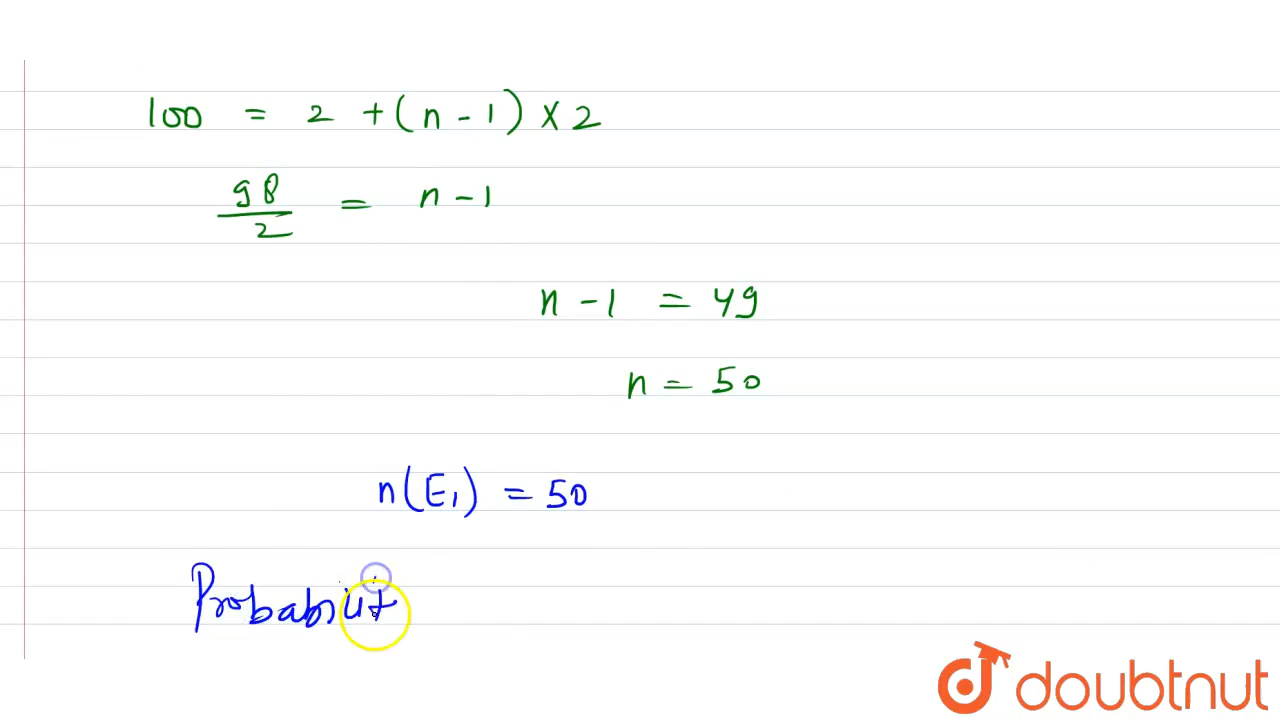 100 = 2 + (n - 1) × 2
98/2 = n - 1
n - 1 = 49
n = 50
n(E₁) = 50
Probabilit
doubtnut